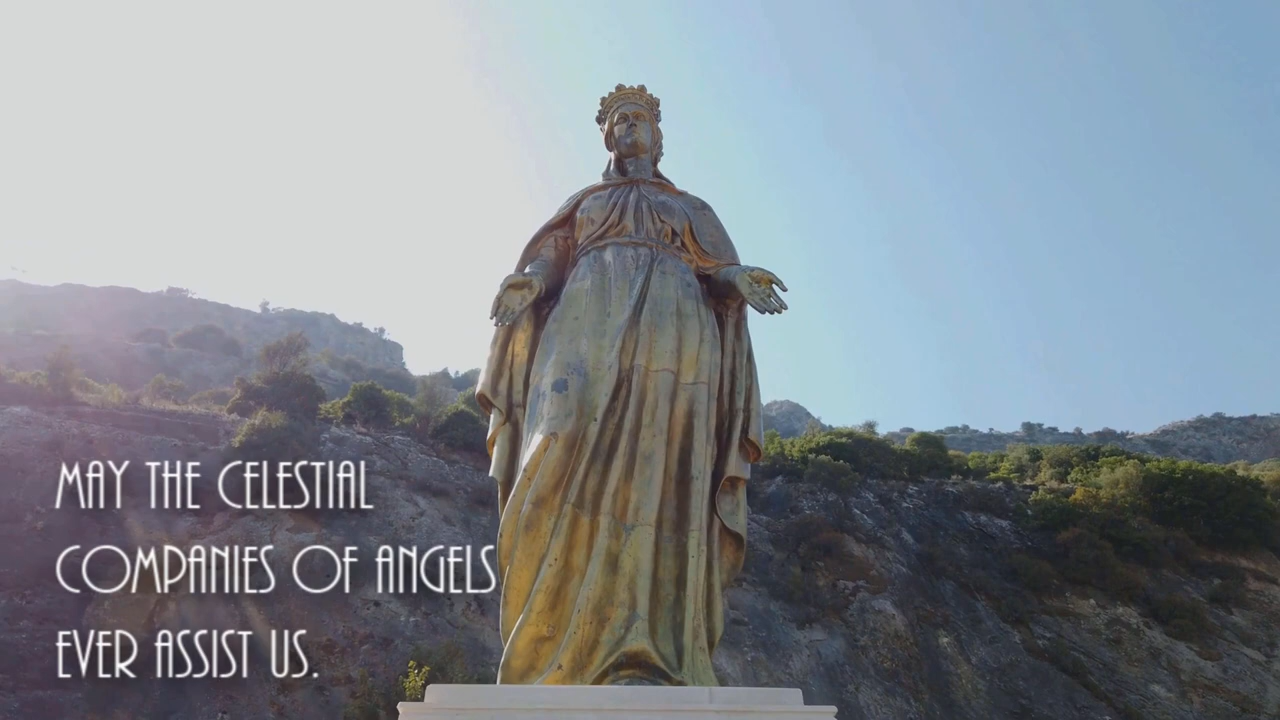 MAY THE CELESTIAL
COMPANIES OF ANGELS
EVER ASSIST US.